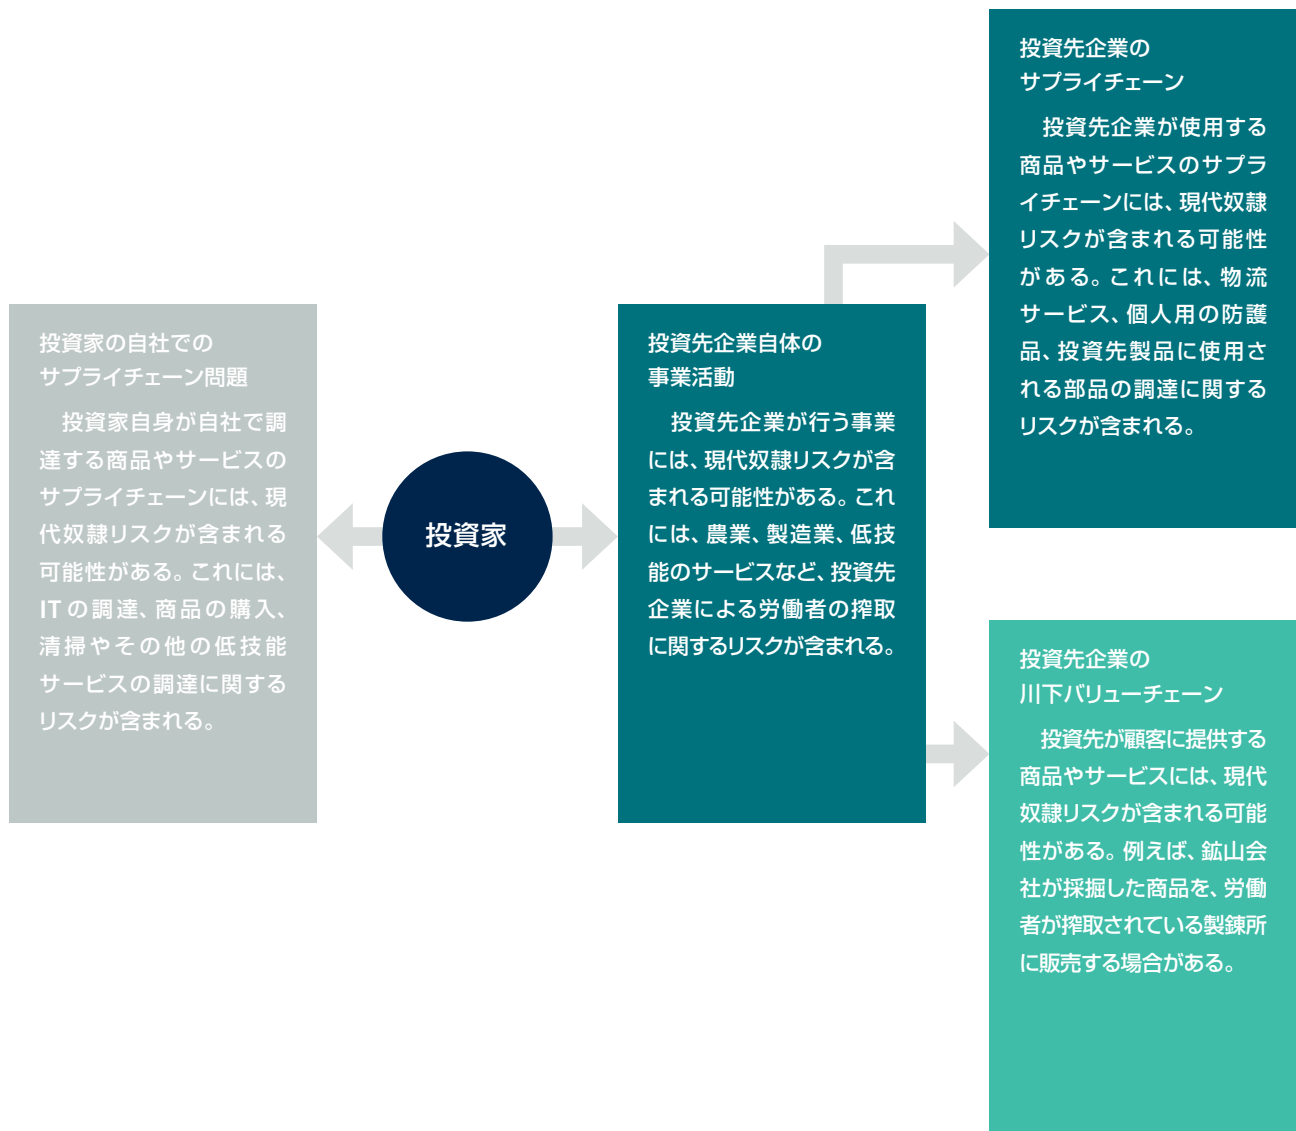 投資家の自社での
サプライチェーン問題
　投資家自身が自社で調
達する商品やサービスの
サプライチェーンには、現
代奴隷リスクが含まれる
可能性がある。これには、
ITの調達、商品の購入、
清掃やその他の低技能
サービスの調達に関する
リスクが含まれる。
投資家
投資先企業自体の
事業活動
　投資先企業が行う事業
には、現代奴隷リスクが含
まれる可能性がある。これ
には、農業、製造業、低技
能のサービスなど、投資先
企業による労働者の搾取
に関するリスクが含まれる。
投資先企業の
サプライチェーン
　投資先企業が使用する
商品やサービスのサプラ
イチェーンには、現代奴隷
リスクが含まれる可能性
がある。これには、物流
サービス、個人用の防護
品、投資先製品に使用さ
れる部品の調達に関する
リスクが含まれる。
投資先企業の
川下バリューチェーン
　投資先が顧客に提供する
商品やサービスには、現代
奴隷リスクが含まれる可能
性がある。例えば、鉱山会
社が採掘した商品を、労働
者が搾取されている製錬所
に販売する場合がある。